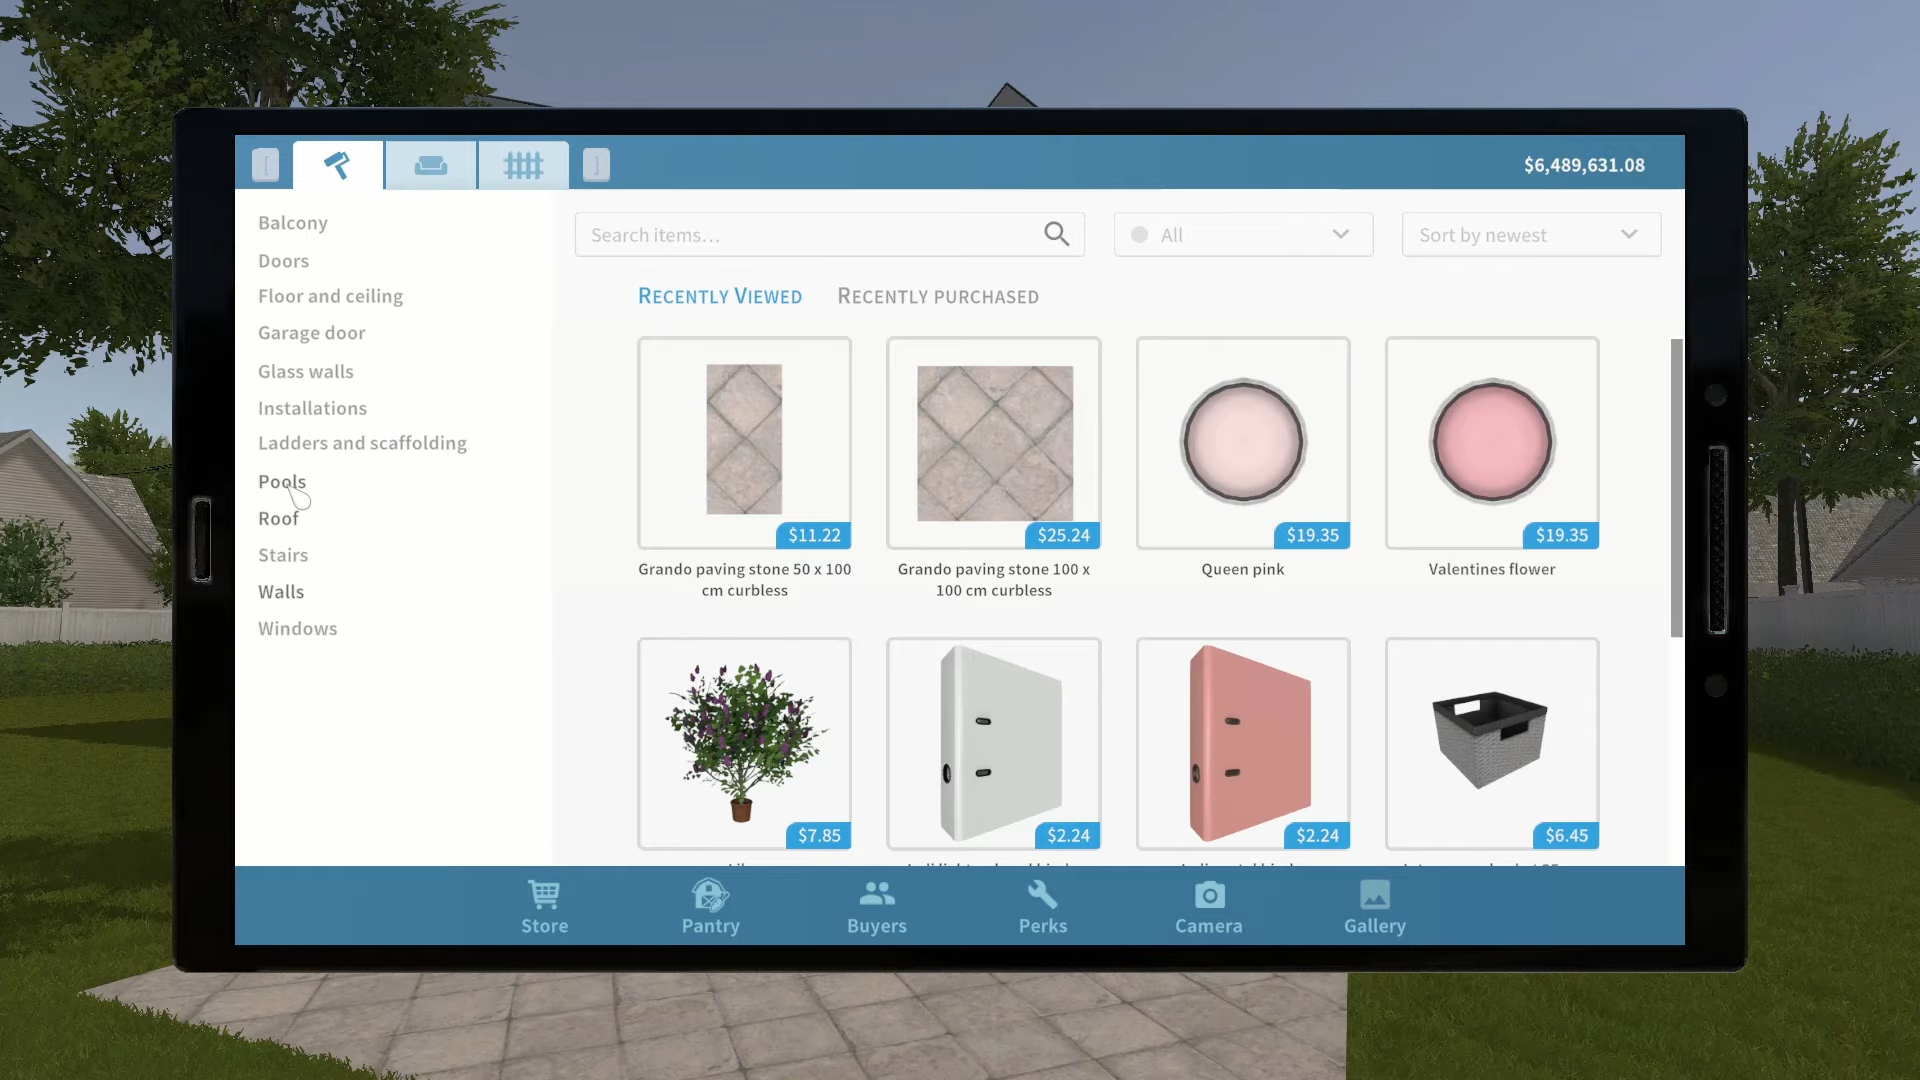 [
]
$6,489,631.08
Balcony
Doors
Floor and ceiling
Garage door
Glass walls
Installations
Ladders and scaffolding
Pools
Roof
Stairs
Walls
Windows
Search items...
All
Sort by newest
RECENTLY VIEWED
RECENTLY PURCHASED
$11.22
$25.24
$19.35
$19.35
Grando paving stone 50 x 100
cm curbless
Grando paving stone 100 x
100 cm curbless
Queen pink
Valentines flower
$7.85
$2.24
$2.24
$6.45
Store
Pantry
Buyers
Perks
Camera
Gallery